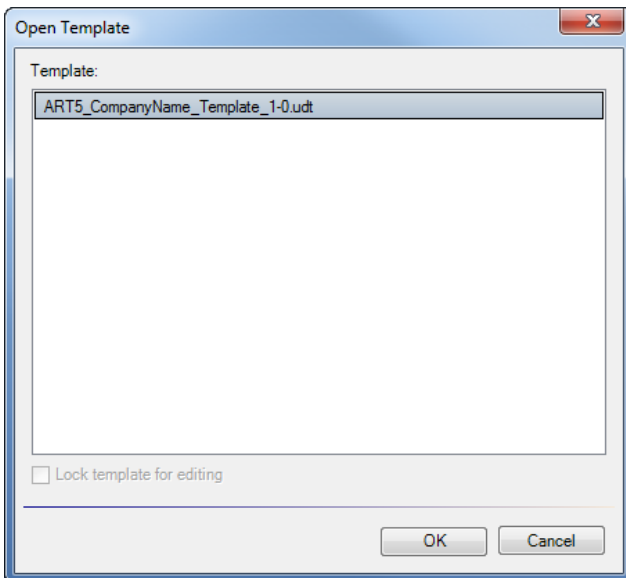 Open Template
Template:
ART5_CompanyName_Template_1-0.udt
Lock template for editing
OK Cancel